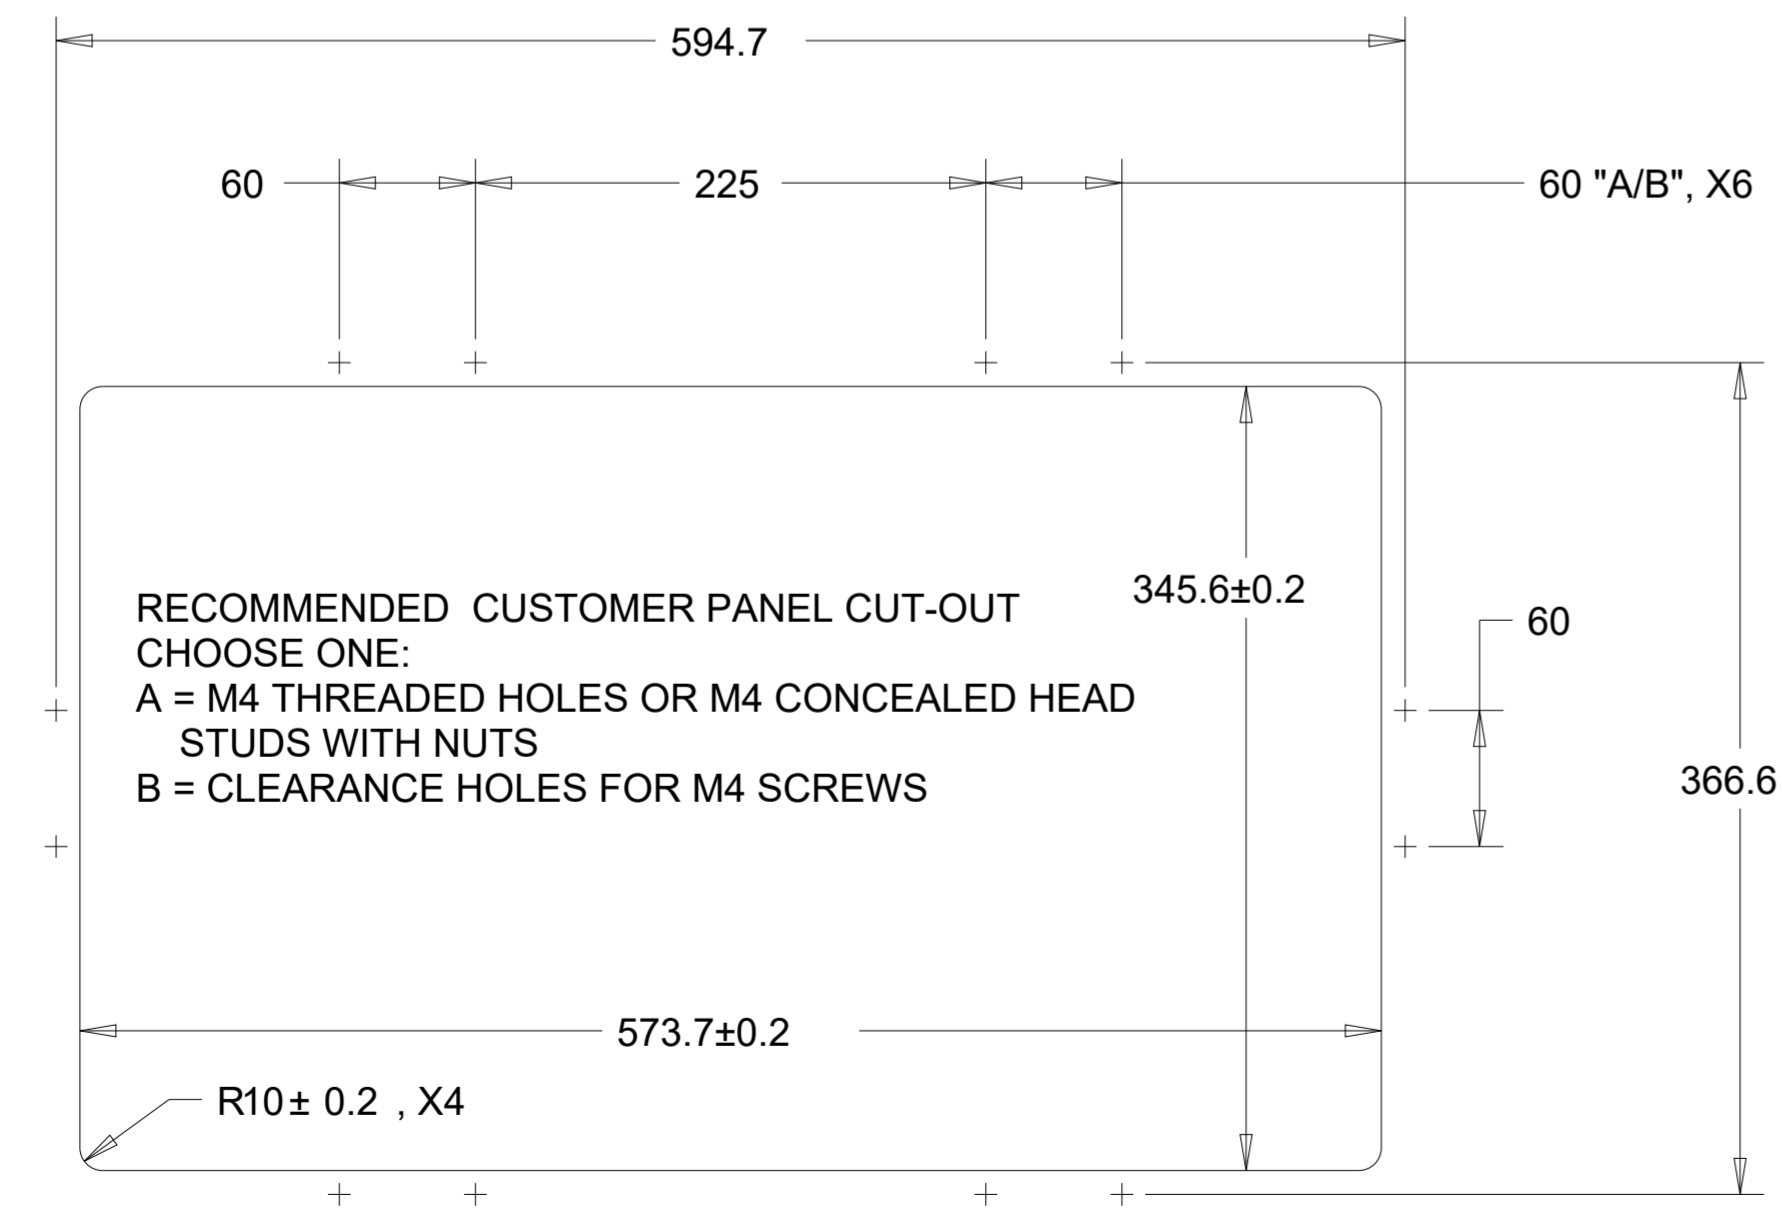 594.7
60
225
60 "A/B", X6
RECOMMENDED CUSTOMER PANEL CUT-OUT
CHOOSE ONE:
A = M4 THREADED HOLES OR M4 CONCEALED HEAD
STUDS WITH NUTS
B = CLEARANCE HOLES FOR M4 SCREWS
345.6±0.2
60
366.6
573.7±0.2
R10± 0.2 , X4